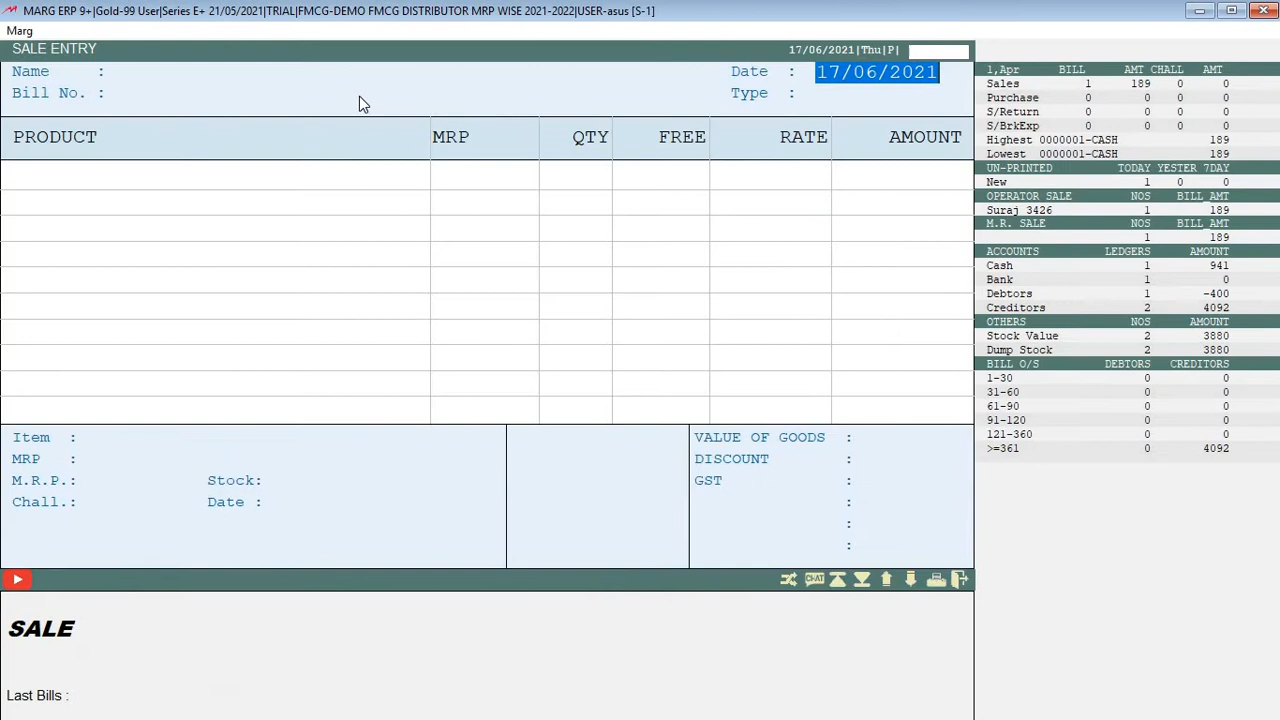 MARG ERP 9+|Gold-99 User|Series E+ 21/05/2021|TRIAL|FMCG-DEMO FMCG DISTRIBUTOR MRP WISE 2021-2022|USER-asus [S-1]
Marg
SALE ENTRY 17/06/2021|Thu|P|
Name : Date : 17/06/2021
Bill No. : Type :
PRODUCT MRP QTY FREE RATE AMOUNT
Item : VALUE OF GOODS :
MRP : DISCOUNT :
M.R.P.: Stock: GST :
Chall.: Date : :
:
:
CHAT
SALE
Last Bills :
1,Apr BILL AMT CHALL AMT
Sales 1 189 0 0
Purchase 0 0 0 0
S/Return 0 0 0 0
S/BrkExp 0 0 0 0
Highest 0000001-CASH 189
Lowest 0000001-CASH 189
UN-PRINTED TODAY YESTER 7DAY
New 1 0 0
OPERATOR SALE NOS BILL_AMT
Suraj 3426 1 189
M.R. SALE NOS BILL_AMT
1 189
ACCOUNTS LEDGERS AMOUNT
Cash 1 941
Bank 1 0
Debtors 1 -400
Creditors 2 4092
OTHERS NOS AMOUNT
Stock Value 2 3880
Dump Stock 2 3880
BILL O/S DEBTORS CREDITORS
1-30 0 0
31-60 0 0
61-90 0 0
91-120 0 0
121-360 0 0
>=361 0 4092